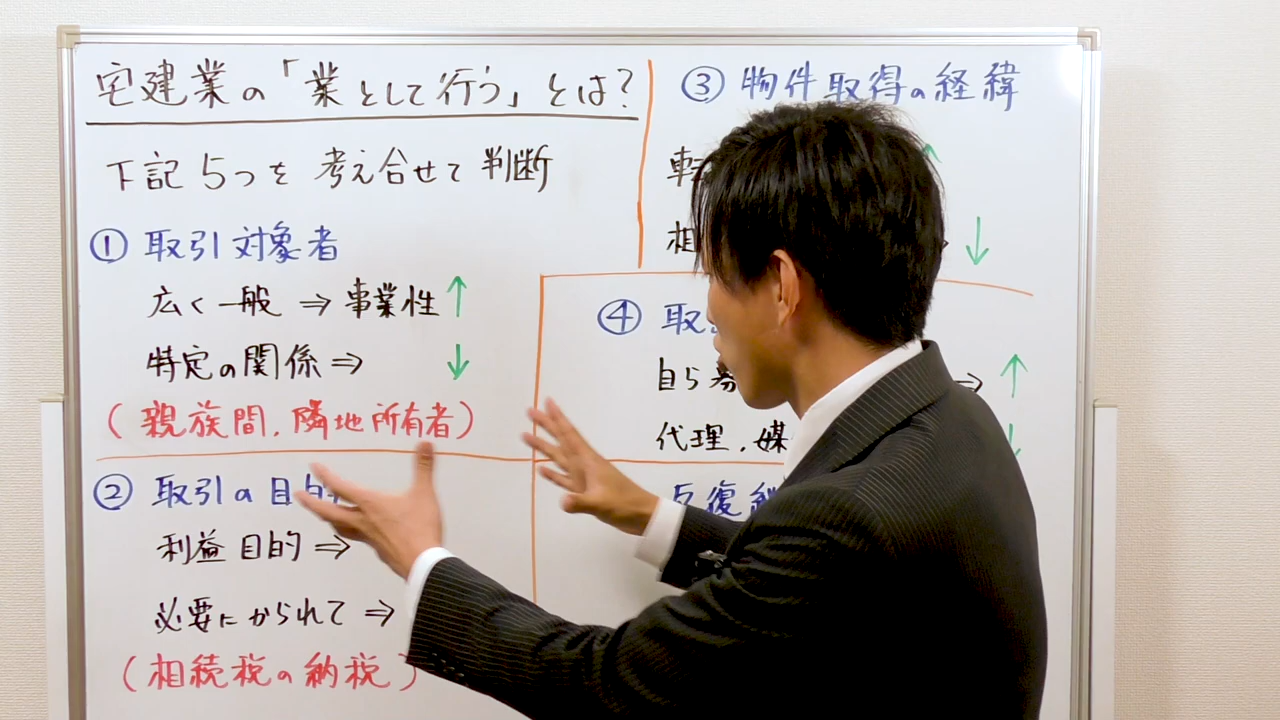 宅建業の「業として行う」とは?
下記5つを考え合せて判断
① 取引対象者
広く一般 ⇒ 事業性↑
特定の関係 ⇒ ↓
(親族間、隣地所有者)
② 取引の目的
利益目的 ⇒
必要にかられて ⇒
(相続税の納税)
③ 物件取得の経緯
転 ↑
相 ↓
④ 取
自ら募 ⇒ ↑
代理、媒 ↓
反復継